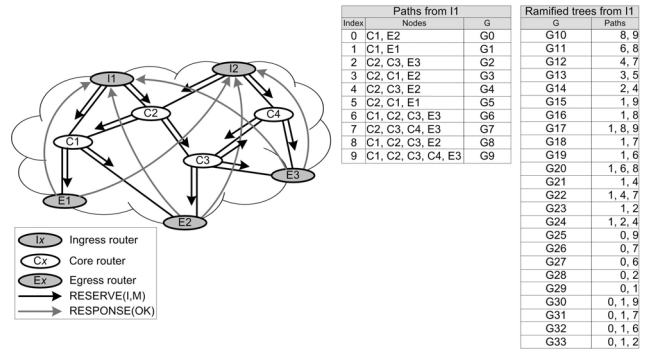 I1
I2
C2
C4
C1
C3
E3
E1
E2
Ix Ingress router
Cx Core router
Ex Egress router
RESERVE(I,M)
RESPONSE(OK)
Paths from I1
Index Nodes G
0 C1, E2 G0
1 C1, E1 G1
2 C2, C3, E3 G2
3 C2, C1, E2 G3
4 C2, C3, E2 G4
5 C2, C1, E1 G5
6 C1, C2, C3, E3 G6
7 C2, C3, C4, E3 G7
8 C1, C2, C3, E2 G8
9 C1, C2, C3, C4, E3 G9
Ramified trees from I1
G Paths
G10 8, 9
G11 6, 8
G12 4, 7
G13 3, 5
G14 2, 4
G15 1, 9
G16 1, 8
G17 1, 8, 9
G18 1, 7
G19 1, 6
G20 1, 6, 8
G21 1, 4
G22 1, 4, 7
G23 1, 2
G24 1, 2, 4
G25 0, 9
G26 0, 7
G27 0, 6
G28 0, 2
G29 0, 1
G30 0, 1, 9
G31 0, 1, 7
G32 0, 1, 6
G33 0, 1, 2